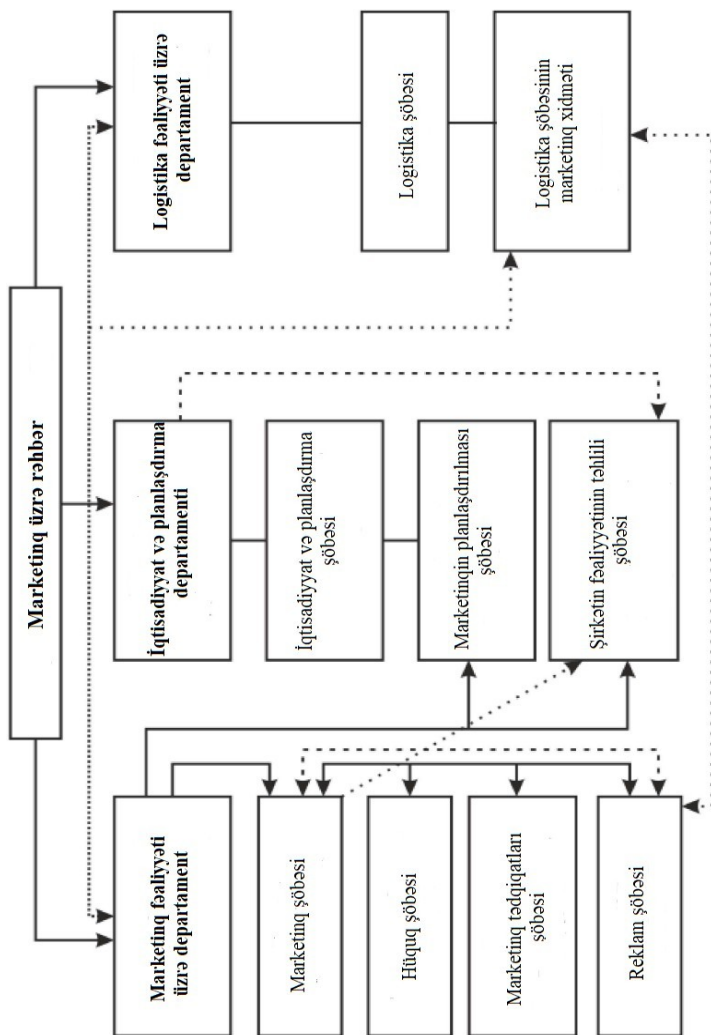 Marketinq üzrə rəhbər
Marketinq fəaliyyəti
üzrə departament
Marketinq şöbəsi
Hüquq şöbəsi
Marketinq tədqiqatları
şöbəsi
Reklam şöbəsi
İqtisadiyyat və planlaşdırma
departamenti
İqtisadiyyat və planlaşdırma
şöbəsi
Marketinqin planlaşdırılması
şöbəsi
Şirkətin fəaliyyətinin təhlili
şöbəsi
Logistika fəaliyyəti üzrə
departament
Logistika şöbəsi
Logistika şöbəsinin
marketinq xidməti